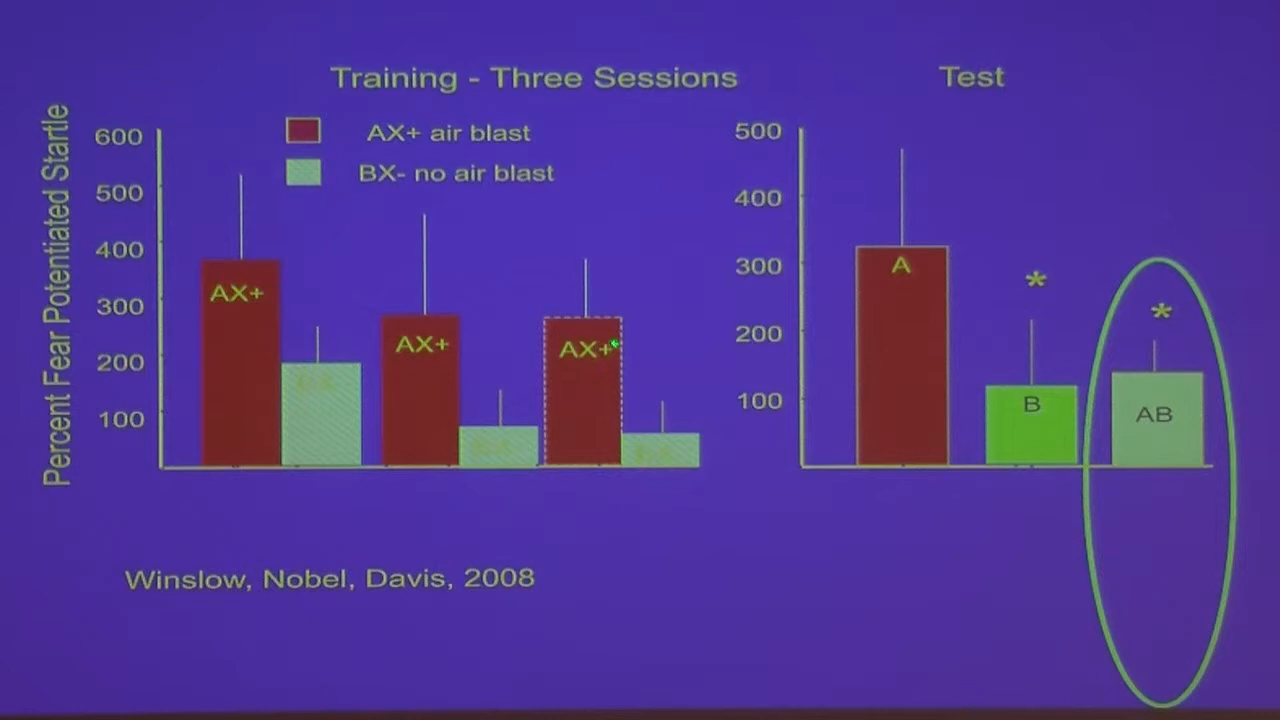 Training - Three Sessions
Test
Percent Fear Potentiated Startle
AX+ air blast
BX- no air blast
600
500
400
300
200
100
AX+
AX+
AX+
500
400
300
200
100
A
*
B
*
AB
Winslow, Nobel, Davis, 2008